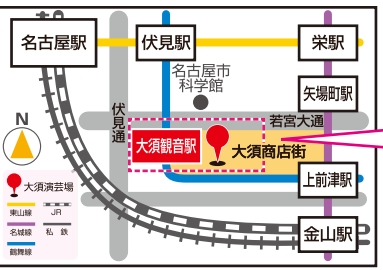 名古屋駅
伏見駅
栄駅
名古屋市
科学館
矢場町駅
伏見通
若宮大通
N
大須観音駅
大須商店街
上前津駅
大須演芸場
東山線
JR
名城線
私鉄
鶴舞線
金山駅